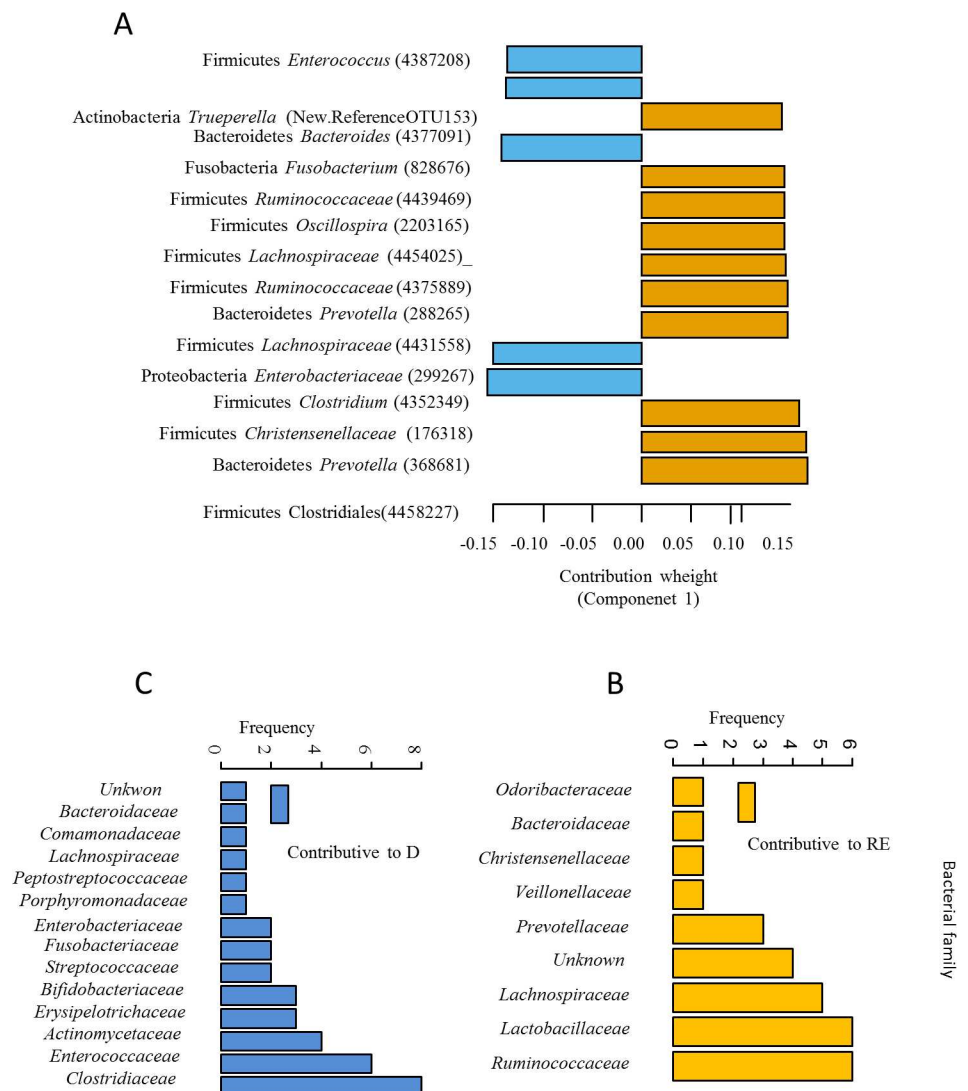 A
Firmicutes Enterococcus (4387208)
Actinobacteria Trueperella (New.ReferenceOTU153)
Bacteroidetes Bacteroides (4377091)
Fusobacteria Fusobacterium (828676)
Firmicutes Ruminococcaceae (4439469)
Firmicutes Oscillospira (2203165)
Firmicutes Lachnospiraceae (4454025)_
Firmicutes Ruminococcaceae (4375889)
Bacteroidetes Prevotella (288265)
Firmicutes Lachnospiraceae (4431558)
Proteobacteria Enterobacteriaceae (299267)
Firmicutes Clostridium (4352349)
Firmicutes Christensenellaceae (176318)
Bacteroidetes Prevotella (368681)
Firmicutes Clostridiales(4458227)
-0.15 -0.10 -0.05 0.00 0.05 0.15
Contribution wheight
(Componenet 1)
C
Frequency
0 2 4 6 8
Unkwon
Bacteroidaceae
Comamonadaceae
Lachnospiraceae
Peptostreptococcaceae
Porphyromonadaceae
Enterobacteriaceae
Fusobacteriaceae
Streptococcaceae
Bifidobacteriaceae
Erysipelotrichaceae
Actinomycetaceae
Enterococcaceae
Clostridiaceae
Contributive to D
B
Frequency
0 1 2 3 4 5 6
Odoribacteraceae
Bacteroidaceae
Christensenellaceae
Veillonellaceae
Prevotellaceae
Unknown
Lachnospiraceae
Lactobacillaceae
Ruminococcaceae
Contributive to RE
Bacterial family